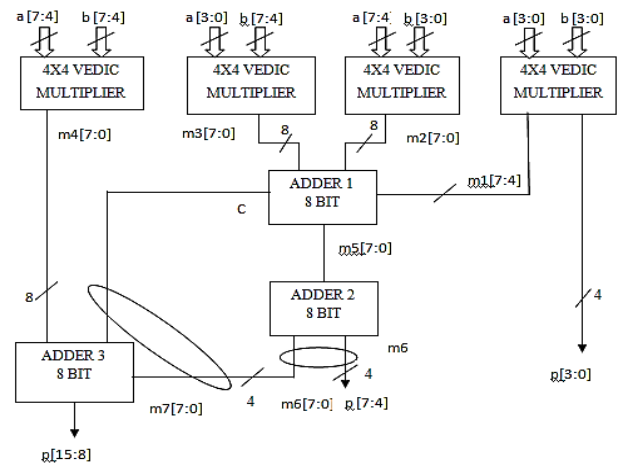 a [7:4] b [7:4] a [3:0] b [7:4] a [7:4] b [3:0] a [3:0] b [3:0]
4X4 VEDIC MULTIPLIER
4X4 VEDIC MULTIPLIER
4X4 VEDIC MULTIPLIER
4X4 VEDIC MULTIPLIER
m4[7:0]
m3[7:0]
8
8
m2[7:0]
ADDER 1
8 BIT
m1[7:4]
C
m5[7:0]
ADDER 2
8 BIT
8
4
m6
ADDER 3
8 BIT
4
p[3:0]
m7[7:0]
4
m6[7:0]
p[7:4]
p[15:8]